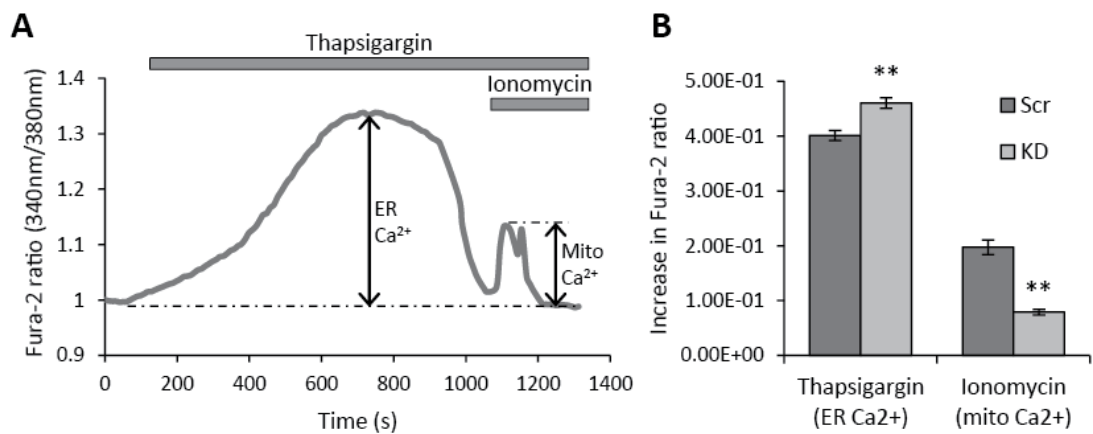 A
Thapsigargin
Ionomycin
Fura-2 ratio (340nm/380nm)
1.4
1.3
1.2
1.1
1
0.9
ER
Ca²⁺
Mito
Ca²⁺
0 200 400 600 800 1000 1200 1400
Time (s)
B
Increase in Fura-2 ratio
5.00E-01
4.00E-01
3.00E-01
2.00E-01
1.00E-01
0.00E+00
**
**
Scr
KD
Thapsigargin Ionomycin
(ER Ca2+) (mito Ca2+)